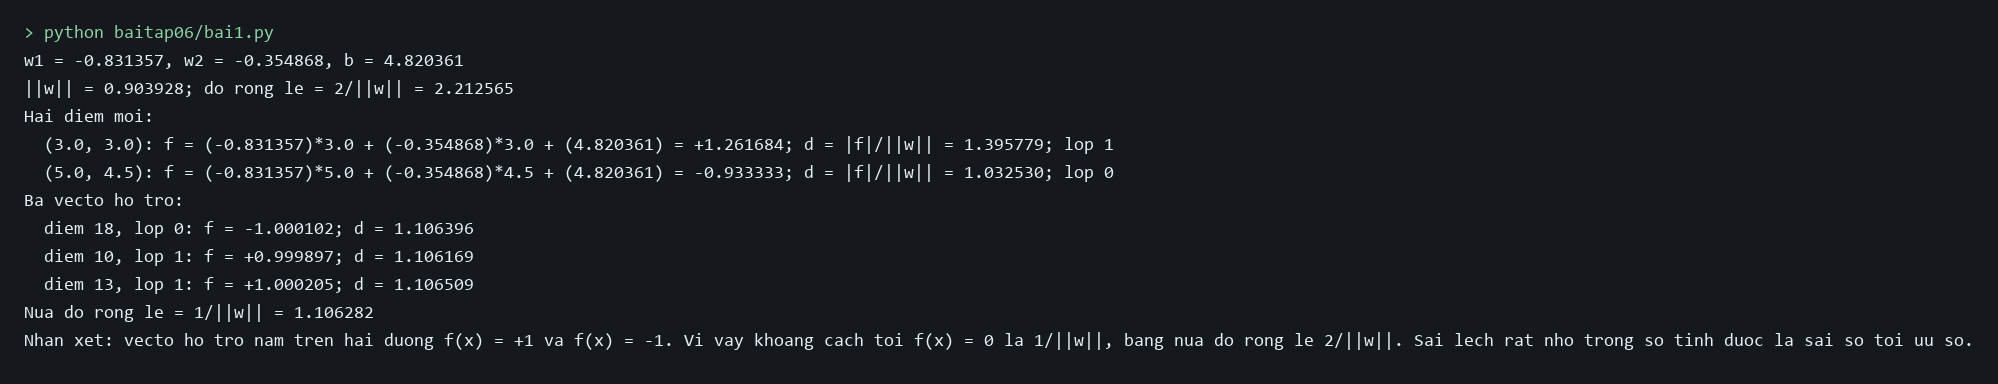 > python baitap06/bai1.py
w1 = -0.831357, w2 = -0.354868, b = 4.820361
||w|| = 0.903928; do rong le = 2/||w|| = 2.212565
Hai diem moi:
  (3.0, 3.0): f = (-0.831357)*3.0 + (-0.354868)*3.0 + (4.820361) = +1.261684; d = |f|/||w|| = 1.395779; lop 1
  (5.0, 4.5): f = (-0.831357)*5.0 + (-0.354868)*4.5 + (4.820361) = -0.933333; d = |f|/||w|| = 1.032530; lop 0
Ba vecto ho tro:
  diem 18, lop 0: f = -1.000102; d = 1.106396
  diem 10, lop 1: f = +0.999897; d = 1.106169
  diem 13, lop 1: f = +1.000205; d = 1.106509
Nua do rong le = 1/||w|| = 1.106282
Nhan xet: vecto ho tro nam tren hai duong f(x) = +1 va f(x) = -1. Vi vay khoang cach toi f(x) = 0 la 1/||w||, bang nua do rong le 2/||w||. Sai lech rat nho trong so tinh duoc la sai so toi uu so.